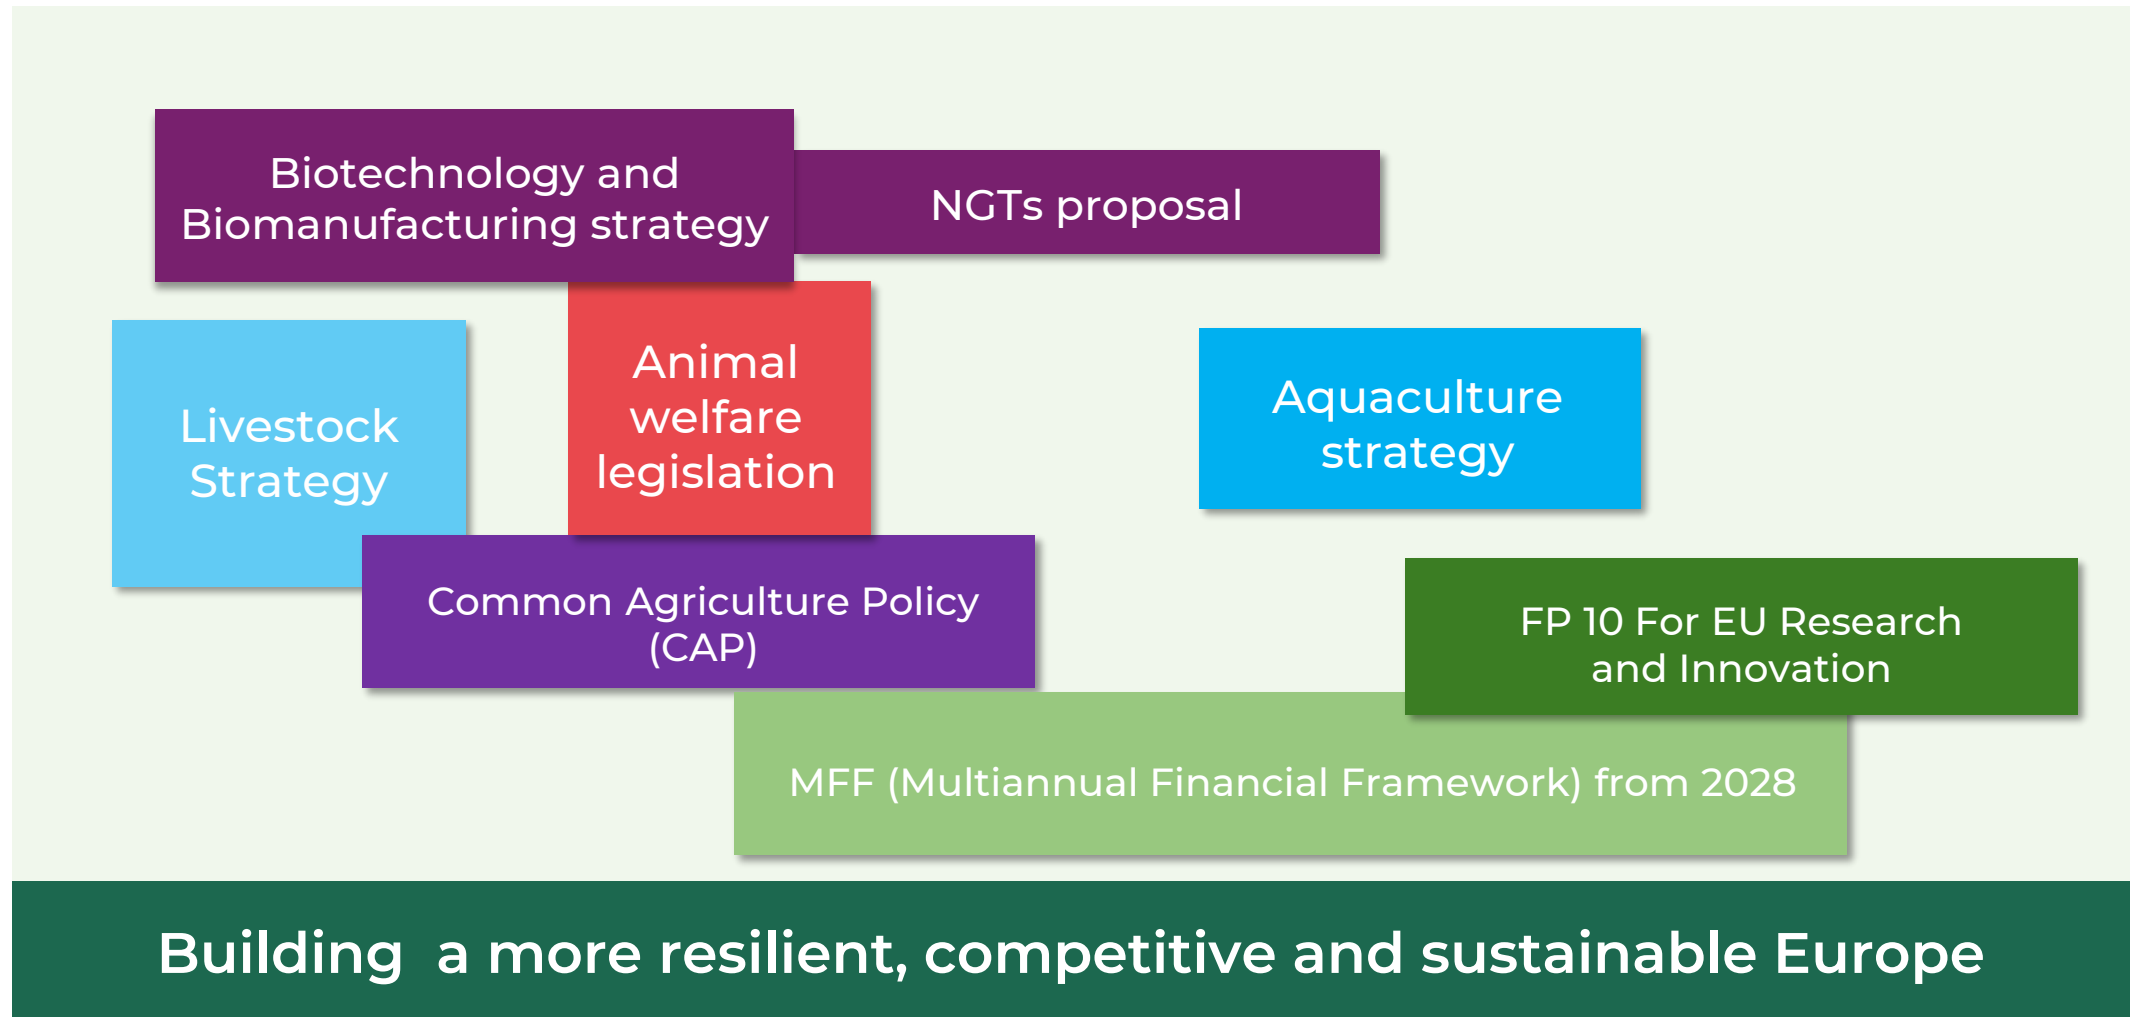 Biotechnology and
Biomanufacturing strategy
NGTs proposal
Livestock
Strategy
Animal
welfare
legislation
Aquaculture
strategy
Common Agriculture Policy
(CAP)
FP 10 For EU Research
and Innovation
MFF (Multiannual Financial Framework) from 2028
Building  a more resilient, competitive and sustainable Europe